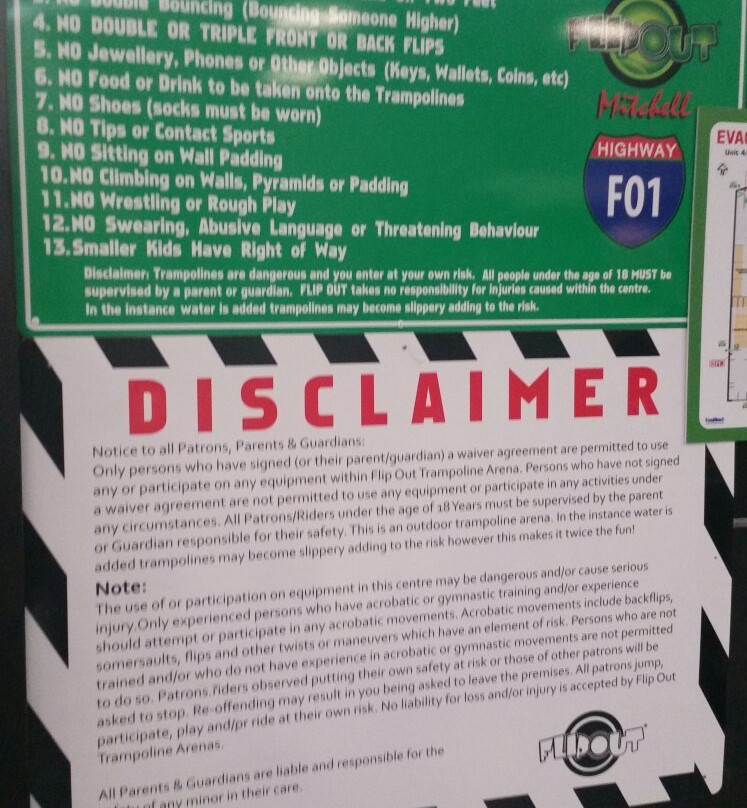 Double Bouncing (Bouncing Someone Higher)
4. NO DOUBLE OR TRIPLE FRONT OR BACK FLIPS
5. NO Jewellery, Phones or Other Objects (Keys, Wallets, Coins, etc)
6. NO Food or Drink to be taken onto the Trampolines
7. NO Shoes (socks must be worn)
8. NO Tips or Contact Sports
9. NO Sitting on Wall Padding
10.NO Climbing on Walls, Pyramids or Padding
11.NO Wrestling or Rough Play
12.NO Swearing, Abusive Language or Threatening Behaviour
13.Smaller Kids Have Right of Way
Disclaimer: Trampolines are dangerous and you enter at your own risk. All people under the age of 18 MUST be
supervised by a parent or guardian. FLIP OUT takes no responsibility for injuries caused within the centre.
In the instance water is added trampolines may become slippery adding to the risk.
FLIP OUT
Mitchell
HIGHWAY
F01
EVA
Unit 4
DISCLAIMER
Notice to all Patrons, Parents & Guardians:
Only persons who have signed (or their parent/guardian) a waiver agreement are permitted to use
any or participate on any equipment within Flip Out Trampoline Arena. Persons who have not signed
a waiver agreement are not permitted to use any equipment or participate in any activities under
any circumstances. All Patrons/Riders under the age of 18 Years must be supervised by the parent
or Guardian responsible for their safety. This is an outdoor trampoline arena. In the instance water is
added trampolines may become slippery adding to the risk however this makes it twice the fun!
Note:
The use of or participation on equipment in this centre may be dangerous and/or cause serious
injury.Only experienced persons who have acrobatic or gymnastic training and/or experience
should attempt or participate in any acrobatic movements. Acrobatic movements include backflips,
somersaults, flips and other twists or maneuvers which have an element of risk. Persons who are not
trained and/or who do not have experience in acrobatic or gymnastic movements are not permitted
to do so. Patrons.riders observed putting their own safety at risk or those of other patrons will be
asked to stop. Re-offending may result in you being asked to leave the premises. All patrons jump,
participate, play and/pr ride at their own risk. No liability for loss and/or injury is accepted by Flip Out
Trampoline Arenas.
All Parents & Guardians are liable and responsible for the
of any minor in their care.
FLIPOUT